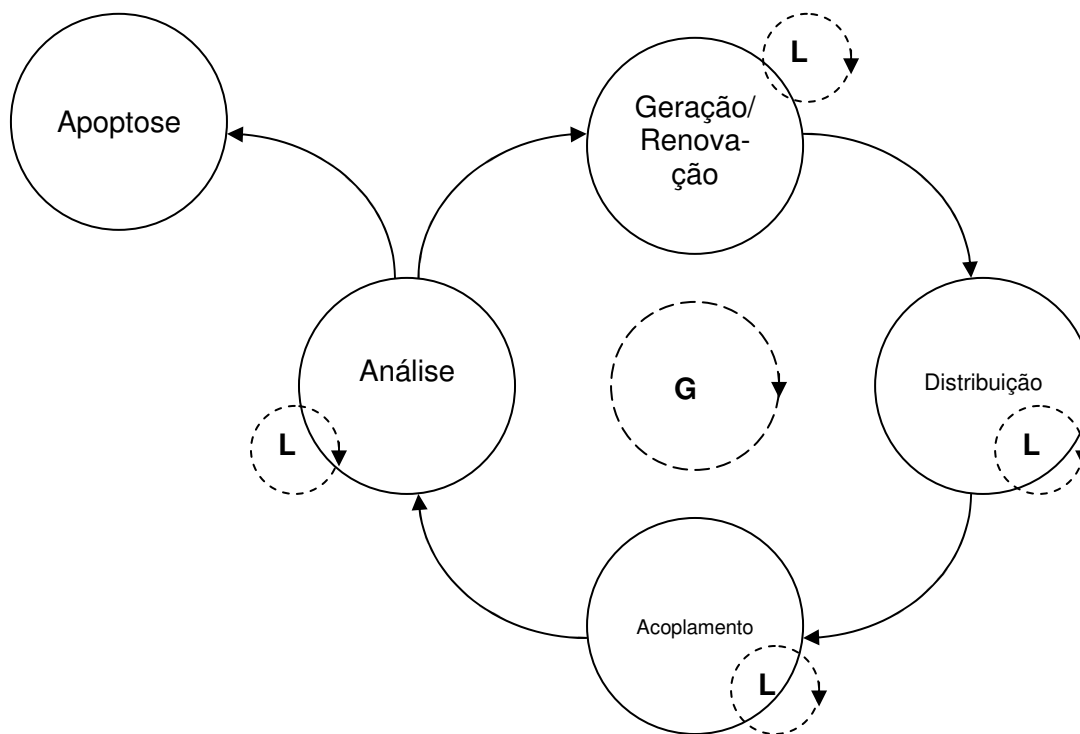 L
Geração/
Renova-
ção
Apoptose
Análise
G
Distribuição
L
L
Acoplamento
L